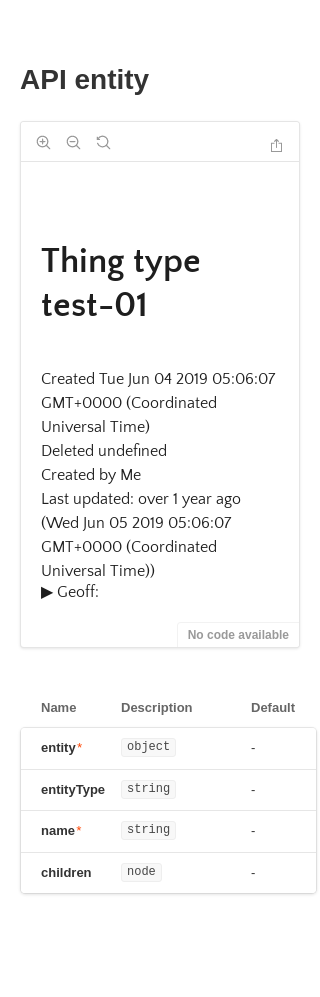 API entity
Thing type
test-01
Created Tue Jun 04 2019 05:06:07
GMT+0000 (Coordinated
Universal Time)
Deleted undefined
Created by Me
Last updated: over 1 year ago
(Wed Jun 05 2019 05:06:07
GMT+0000 (Coordinated
Universal Time))
▶ Geoff:
No code available
Name Description Default
entity* object -
entityType string -
name* string -
children node -